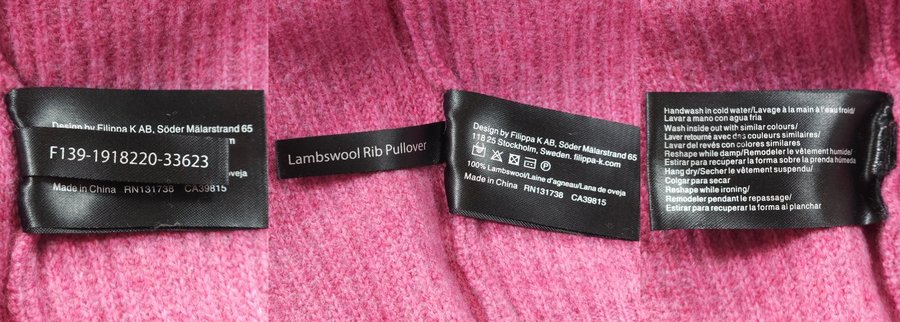 Design by Filippa K AB, Söder Mälarstrand 65
F139-1918220-33623
Made in China RN131738 CA39815
Lambswool Rib Pullover
Design by Filippa K AB, Söder Mälarstrand 65
118 25 Stockholm, Sweden. filippa-k.com
100% Lambswool/Laine d'agneau/Lana de oveja
Made in China RN131738 CA39815
Handwash in cold water/Lavage à la main à l'eau froid/
Lavar a mano con agua fria
Wash inside out with similar colours/
Laver retourné avec des couleurs similaires/
Lavar del revés con colores similares
Reshape while damp/Remodeler le vêtement humide/
Estirar para recuperar la forma sobre la prenda húmeda
Hang dry/Secher le vêtement suspendu/
Colgar para secar
Reshape while ironing/
Remodeler pendant le repassage/
Estirar para recuperar la forma al planchar